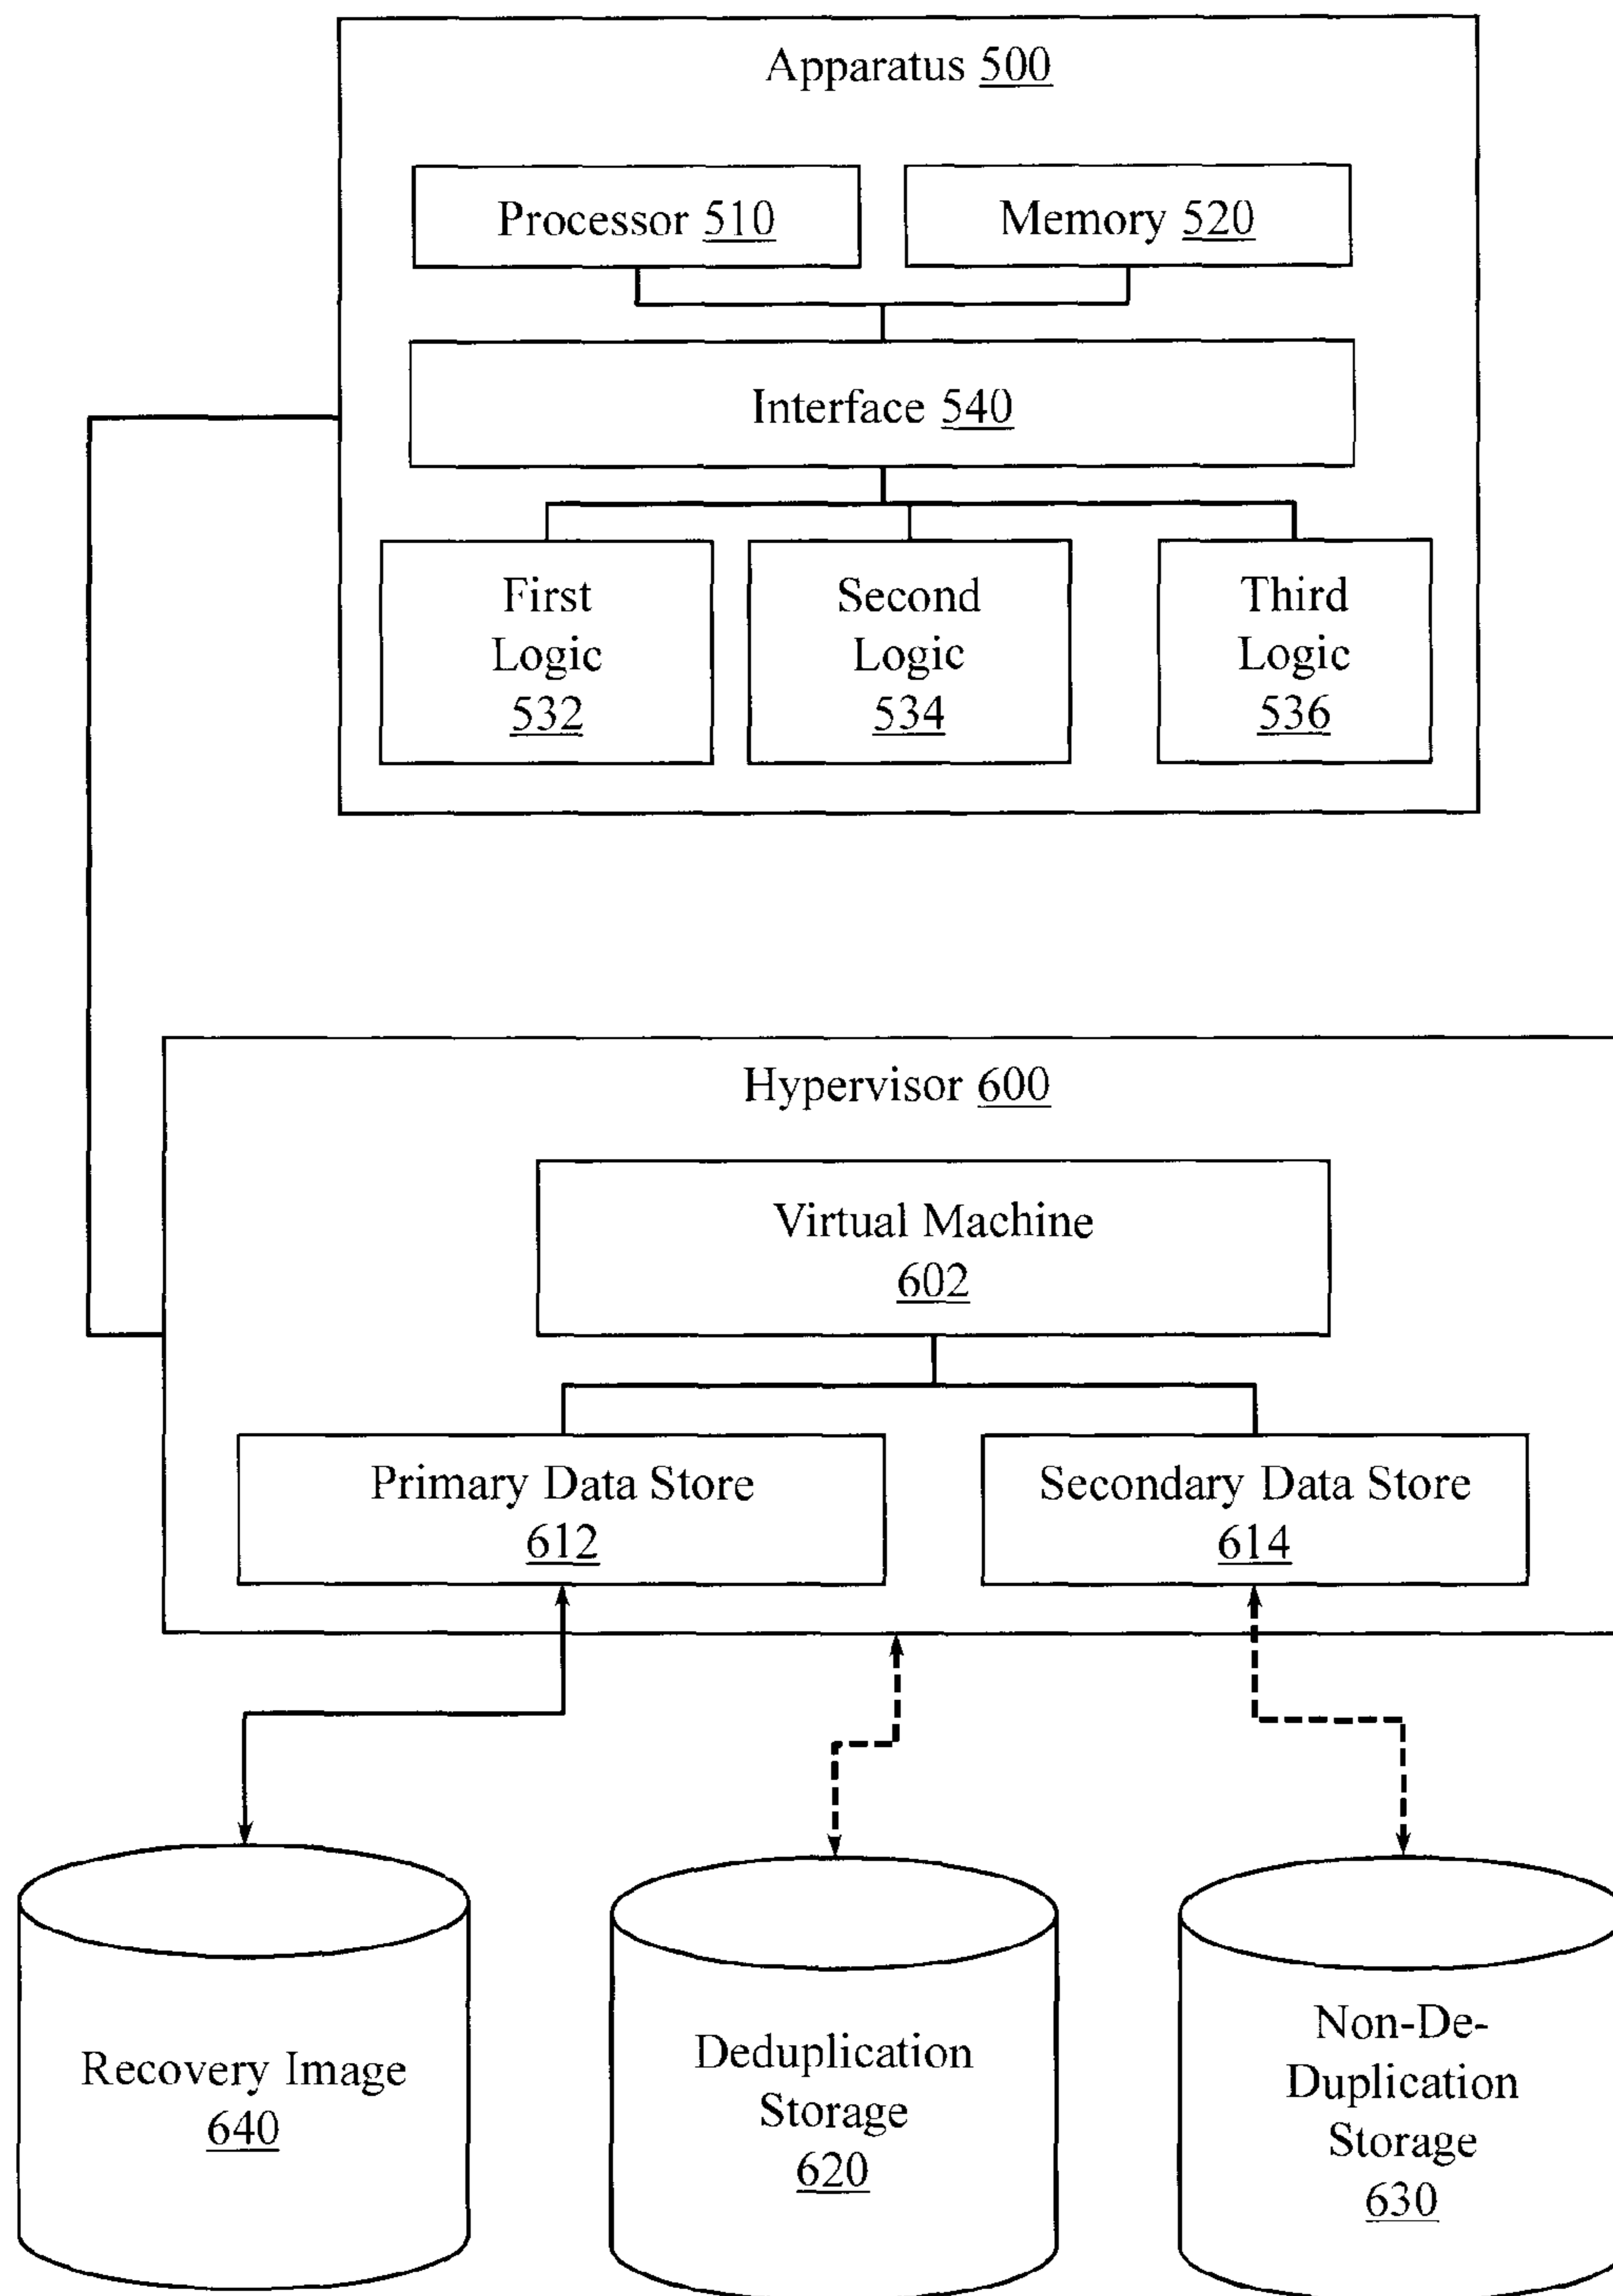 Apparatus 500
Processor 510
Memory 520
Interface 540
First
Logic
532
Second
Logic
534
Third
Logic
536
Hypervisor 600
Virtual Machine
602
Primary Data Store
612
Secondary Data Store
614
Recovery Image
640
Deduplication
Storage
620
Non-De-
Duplication
Storage
630